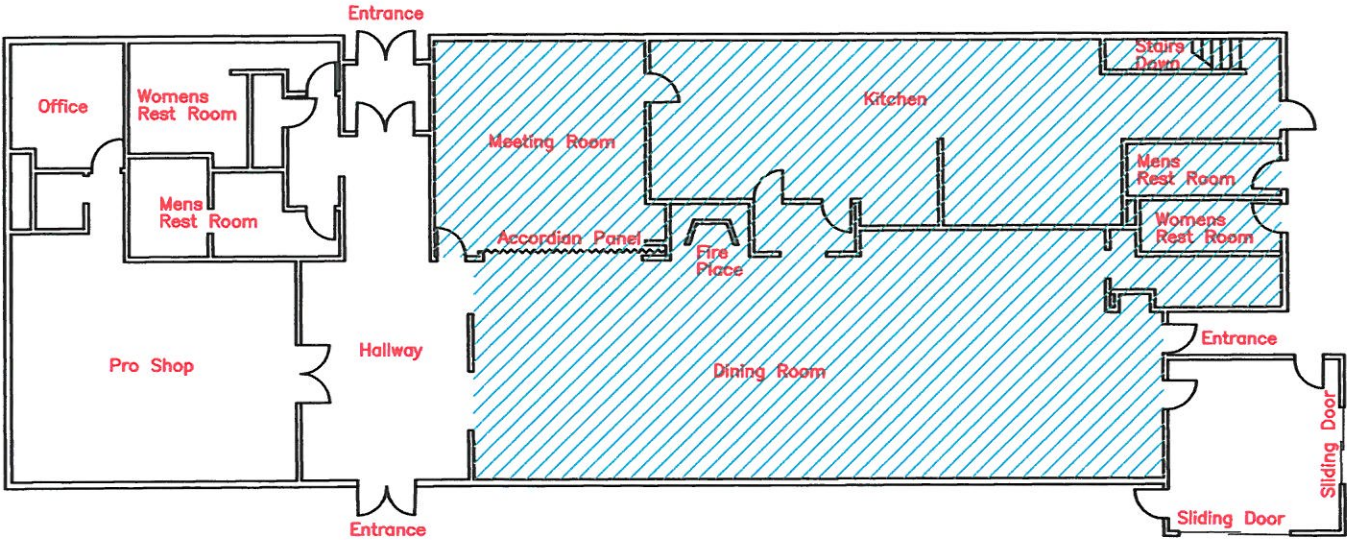 Entrance
Stairs
Down
Office
Womens
Rest Room
Kitchen
Meeting Room
Mens
Rest Room
Mens
Rest Room
Womens
Rest Room
Accordian Panel
Fire
Place
Entrance
Hallway
Pro Shop
Dining Room
Sliding Door
Sliding Door
Entrance